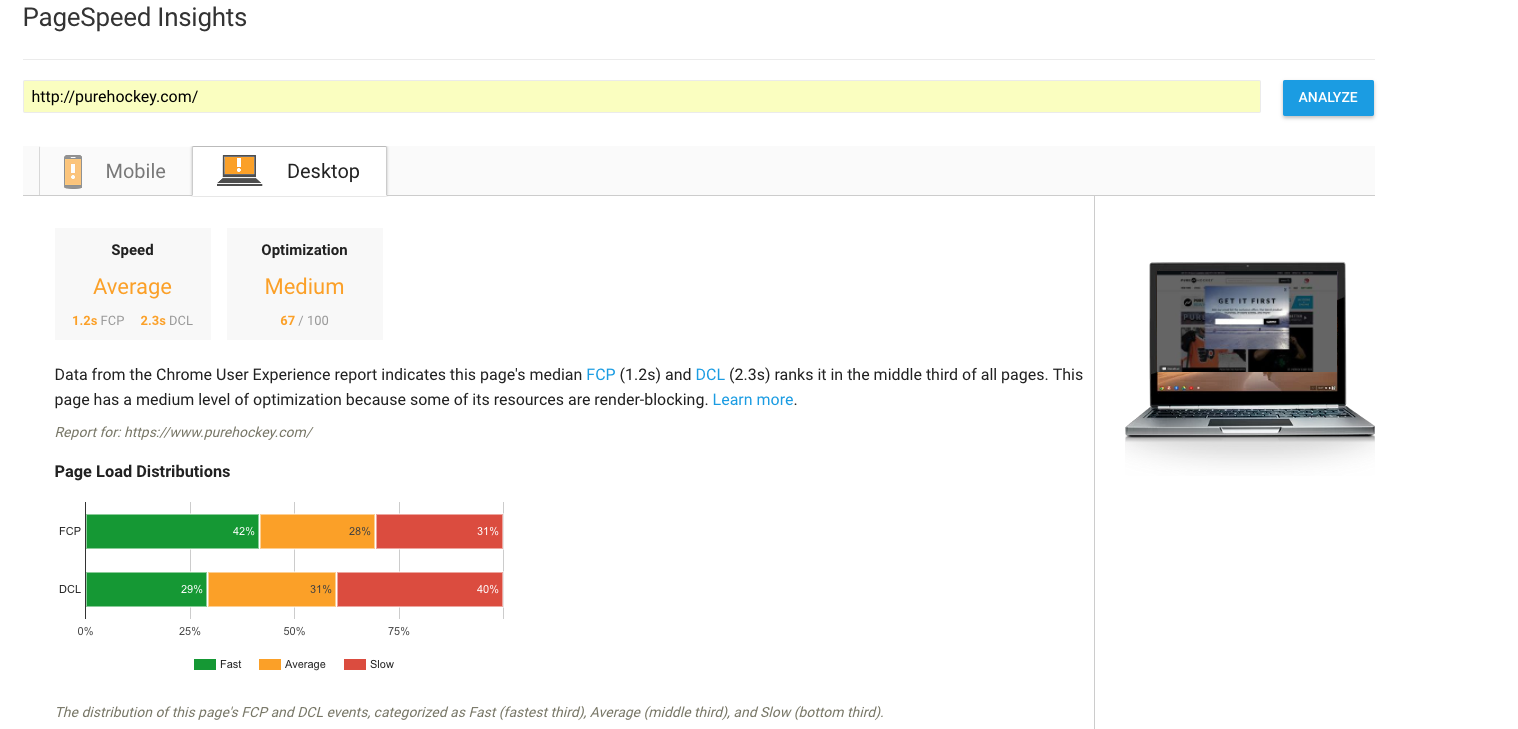 PageSpeed Insights
http://purehockey.com/
ANALYZE
Mobile
Desktop
Speed
Average
1.2s FCP 2.3s DCL
Optimization
Medium
67 / 100
Data from the Chrome User Experience report indicates this page's median FCP (1.2s) and DCL (2.3s) ranks it in the middle third of all pages. This
page has a medium level of optimization because some of its resources are render-blocking. Learn more.
Report for: https://www.purehockey.com/
Page Load Distributions
FCP 42% 28% 31%
DCL 29% 31% 40%
0% 25% 50% 75%
Fast Average Slow
The distribution of this page's FCP and DCL events, categorized as Fast (fastest third), Average (middle third), and Slow (bottom third).
GET IT FIRST